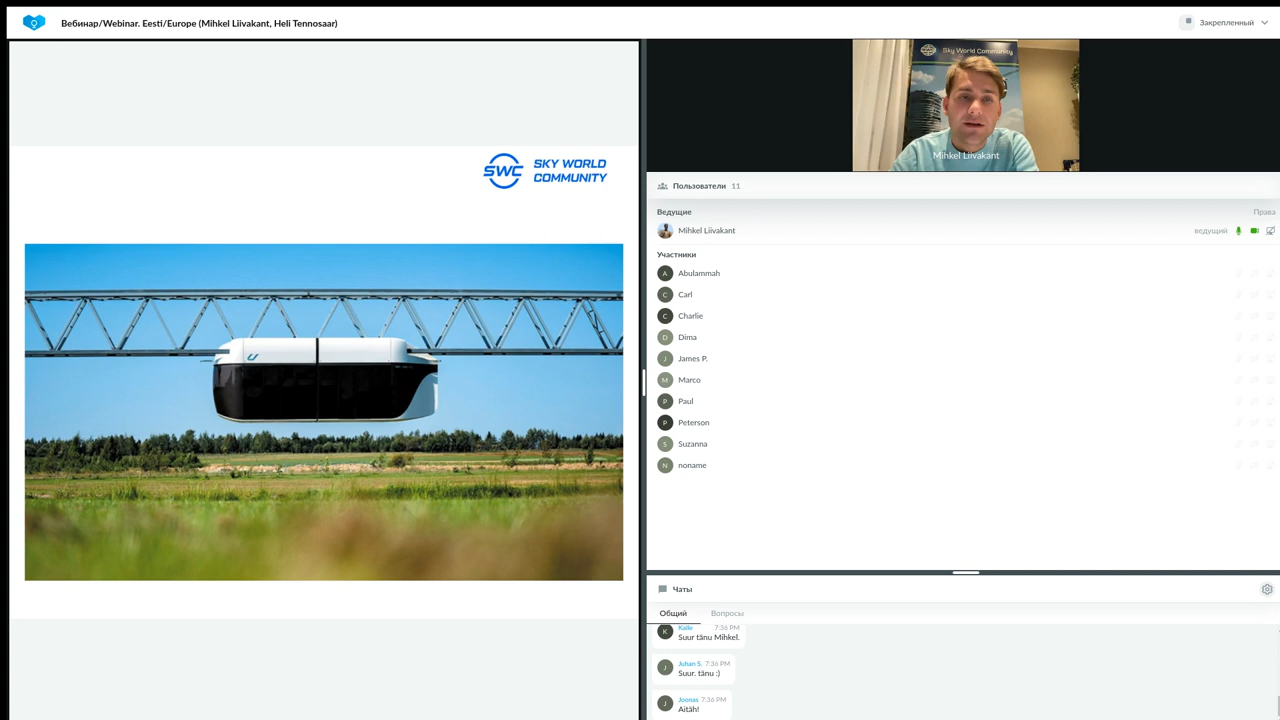 Вебинар/Webinar. Eesti/Europe (Mihkel Liivakant, Heli Tennosaar)
Закрепленный
SWC SKY WORLD
COMMUNITY
Sky World Community
Mihkel Liivakant
Пользователи 11
Ведущие Права
Mihkel Liivakant ведущий
Участники
A Abulammah
C Carl
C Charlie
D Dima
J James P.
M Marco
P Paul
P Peterson
S Suzanna
N noname
Чаты
Общий Вопросы
K Kalle 7:36 PM
Suur tänu Mihkel.
J Juhan S. 7:36 PM
Suur. tänu :)
J Joonas 7:36 PM
Aitäh!